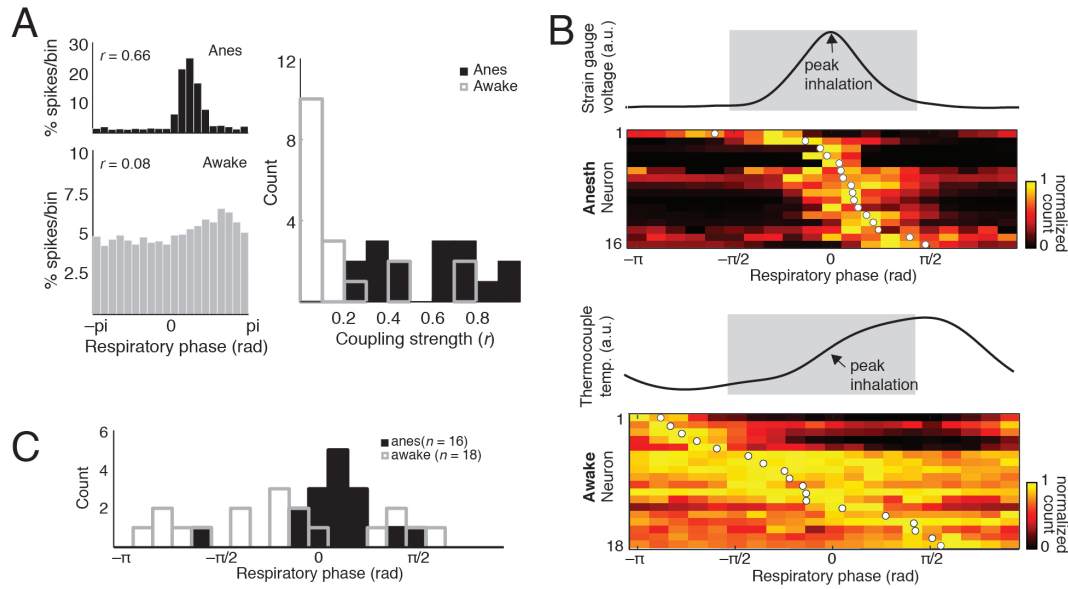 A
30
20
10
% spikes/bin
r = 0.66
Anes
10
7.5
5
2.5
% spikes/bin
r = 0.08
Awake
–pi
0
pi
Respiratory phase (rad)
12
8
4
Count
Anes
Awake
0.2
0.4
0.6
0.8
Coupling strength (r)
B
Strain gauge
voltage (a.u.)
peak
inhalation
1
16
Anesth
Neuron
–π
–π/2
0
π/2
Respiratory phase (rad)
1
0
normalized
count
Thermocouple
temp. (a.u.)
peak
inhalation
1
18
Awake
Neuron
–π
–π/2
0
π/2
Respiratory phase (rad)
1
0
normalized
count
C
6
4
2
Count
anes(n = 16)
awake (n = 18)
–π
–π/2
0
π/2
Respiratory phase (rad)